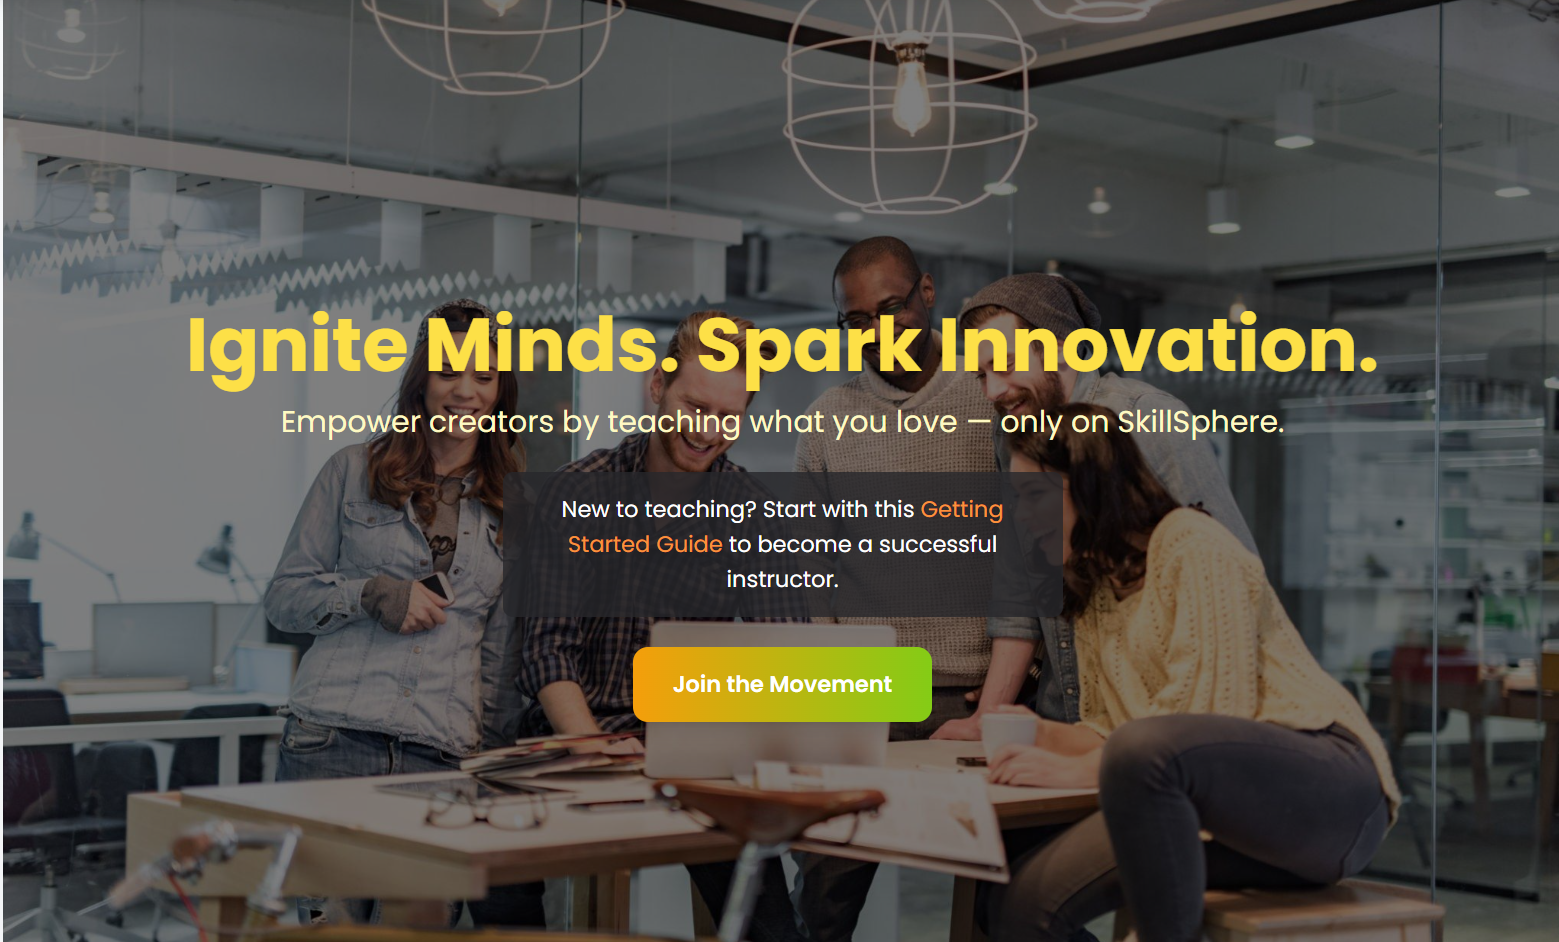 Ignite Minds. Spark Innovation.
Empower creators by teaching what you love — only on SkillSphere.
New to teaching? Start with this Getting
Started Guide to become a successful
instructor.
Join the Movement